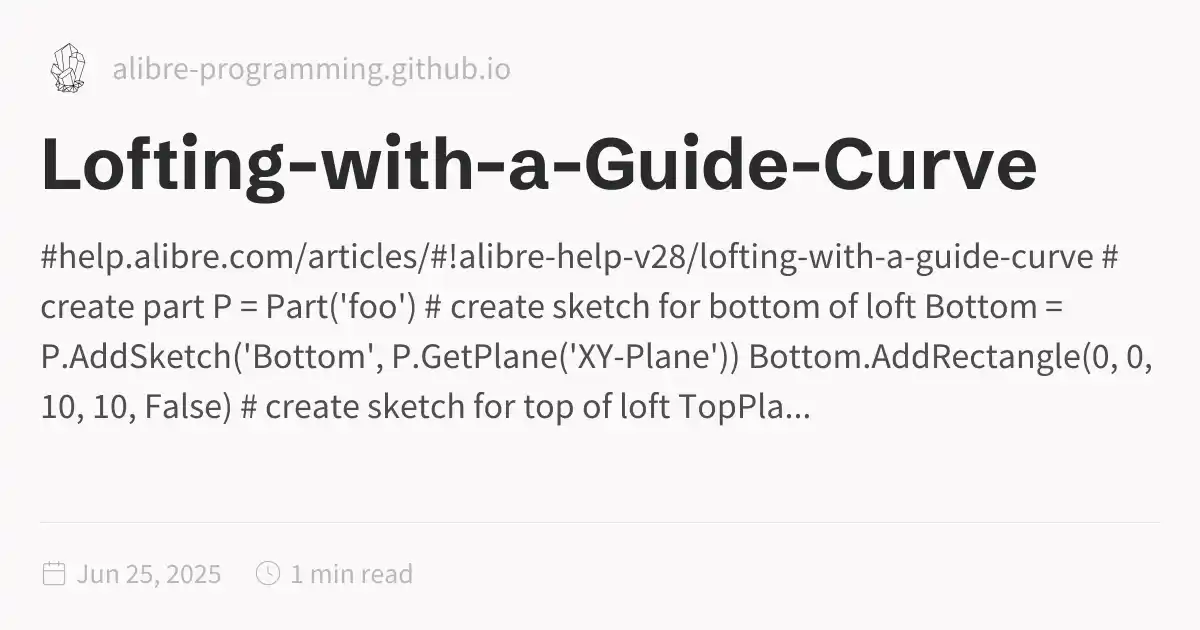 alibre-programming.github.io
Lofting-with-a-Guide-Curve
#help.alibre.com/articles/#!alibre-help-v28/lofting-with-a-guide-curve #
create part P = Part('foo') # create sketch for bottom of loft Bottom =
P.AddSketch('Bottom', P.GetPlane('XY-Plane')) Bottom.AddRectangle(0, 0,
10, 10, False) # create sketch for top of loft TopPla...
Jun 25, 2025 1 min read